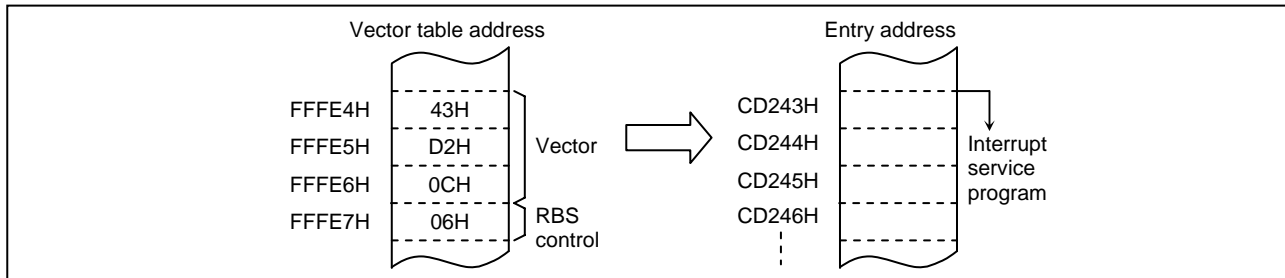 Vector table address
Entry address
FFFE4H 43H
FFFE5H D2H
FFFE6H 0CH
FFFE7H 06H
Vector
RBS
control
CD243H
CD244H
CD245H
CD246H
Interrupt
service
program